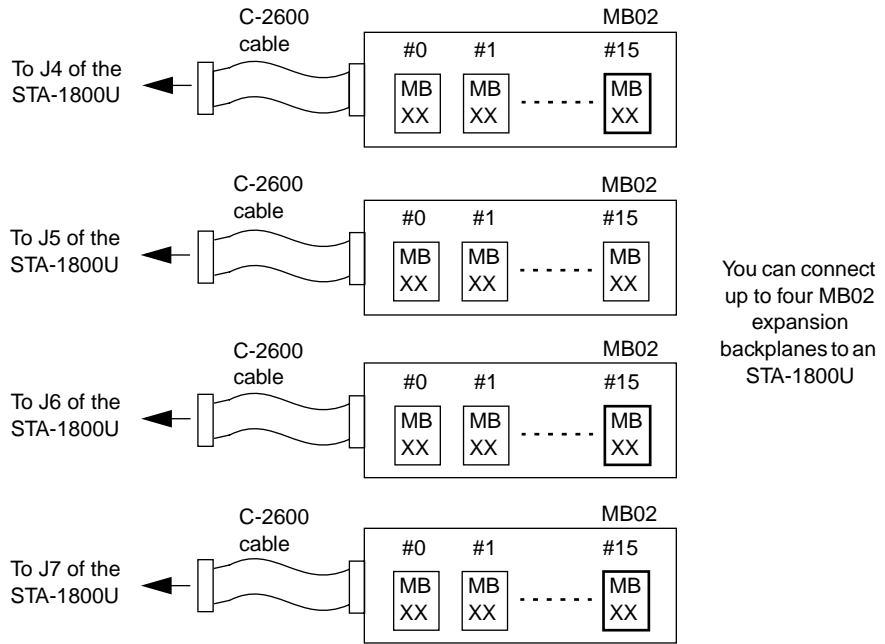 C-2600
cable
MB02
#0 #1 #15
To J4 of the
STA-1800U
MB
XX
MB
XX
MB
XX
C-2600
cable
MB02
#0 #1 #15
To J5 of the
STA-1800U
MB
XX
MB
XX
MB
XX
You can connect
up to four MB02
expansion
backplanes to an
STA-1800U
C-2600
cable
MB02
#0 #1 #15
To J6 of the
STA-1800U
MB
XX
MB
XX
MB
XX
C-2600
cable
MB02
#0 #1 #15
To J7 of the
STA-1800U
MB
XX
MB
XX
MB
XX